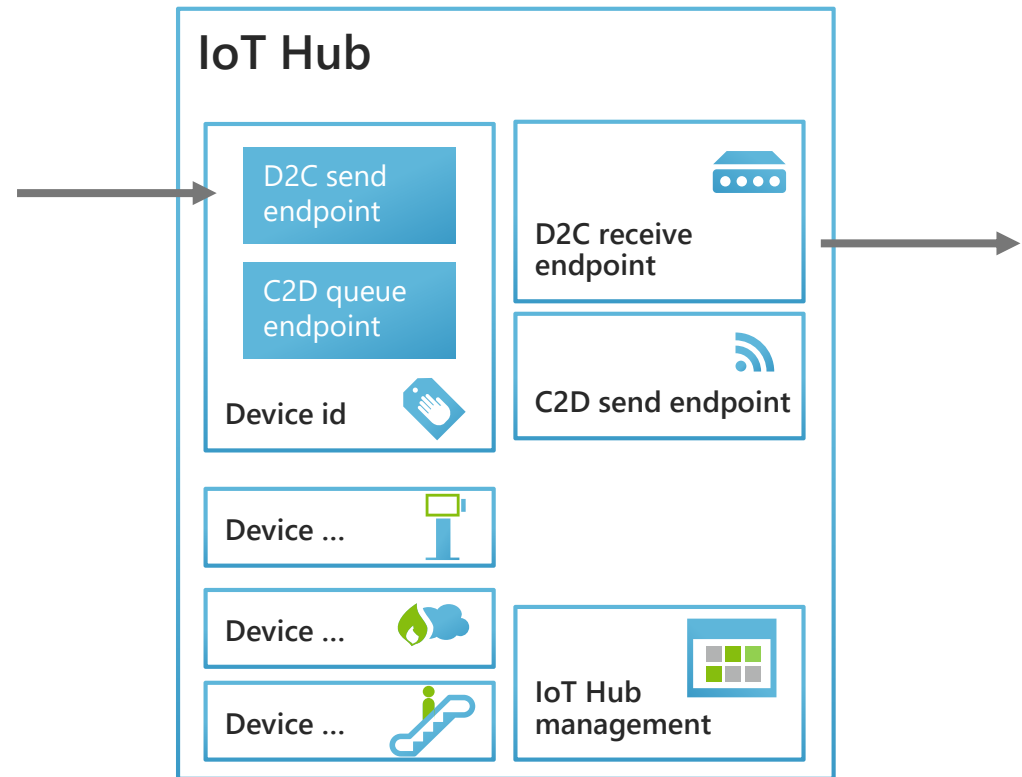 IoT Hub
D2C send
endpoint
C2D queue
endpoint
Device id
D2C receive
endpoint
C2D send endpoint
Device ...
Device ...
Device ...
IoT Hub
management